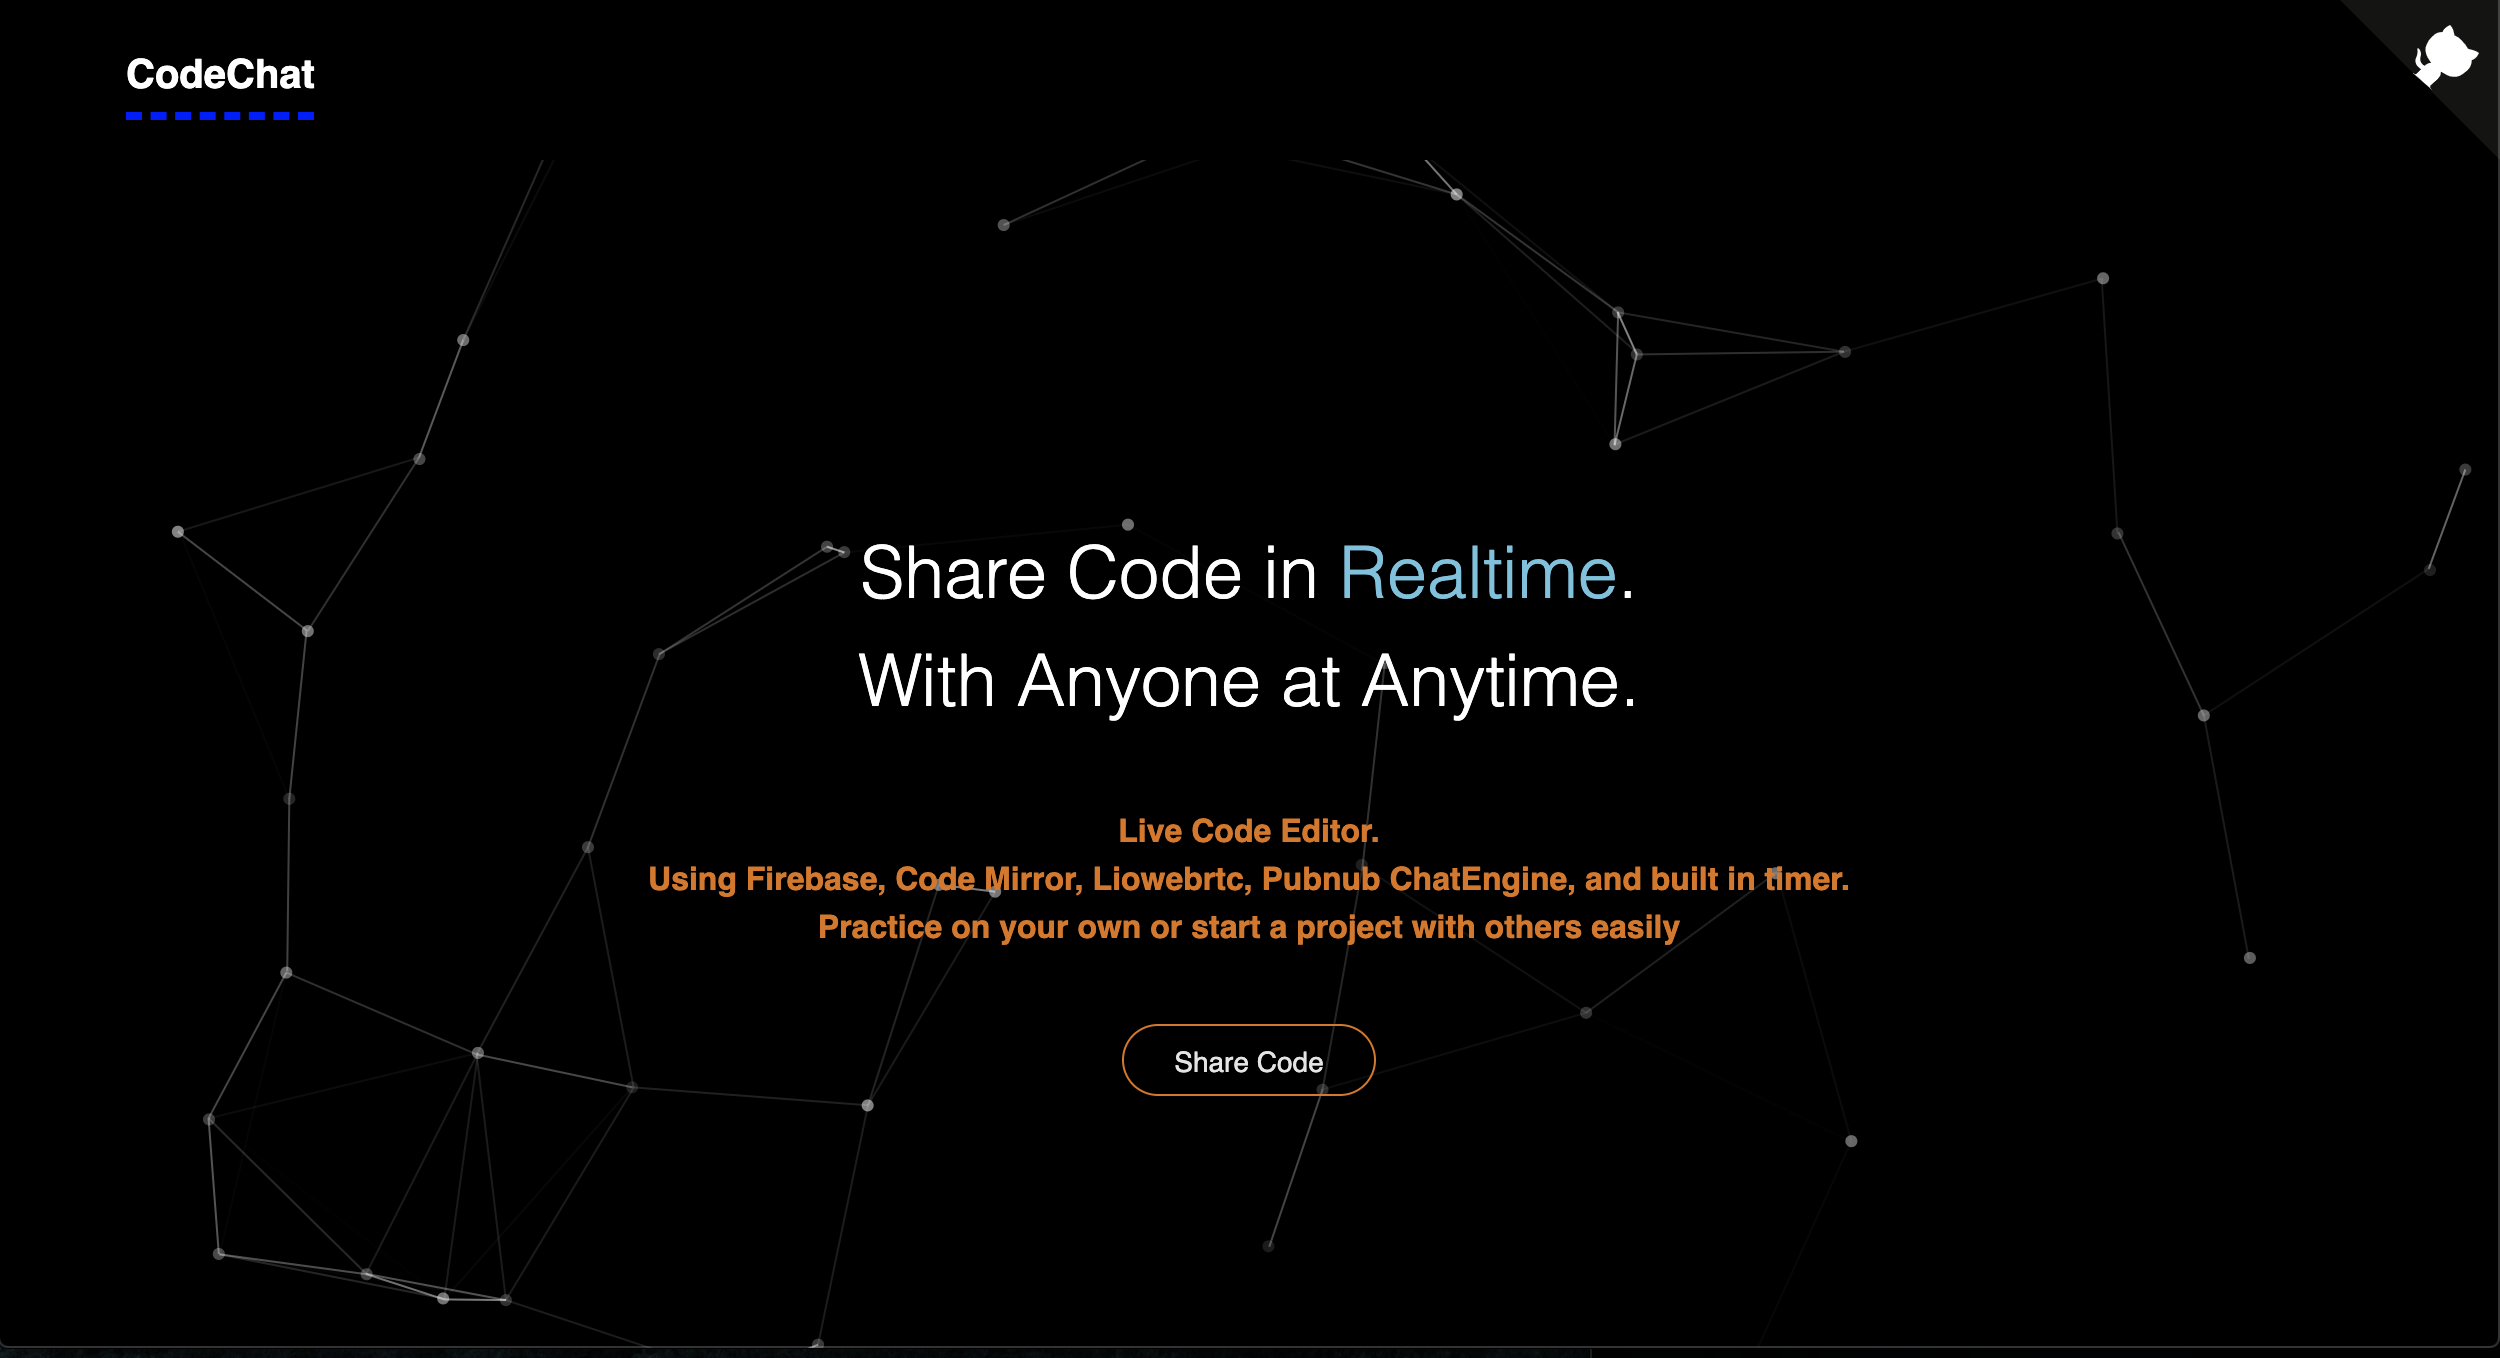 CodeChat
Share Code in Realtime.
With Anyone at Anytime.
Live Code Editor.
Using Firebase, Code Mirror, Liowebrtc, Pubnub ChatEngine, and built in timer.
Practice on your own or start a project with others easily
Share Code